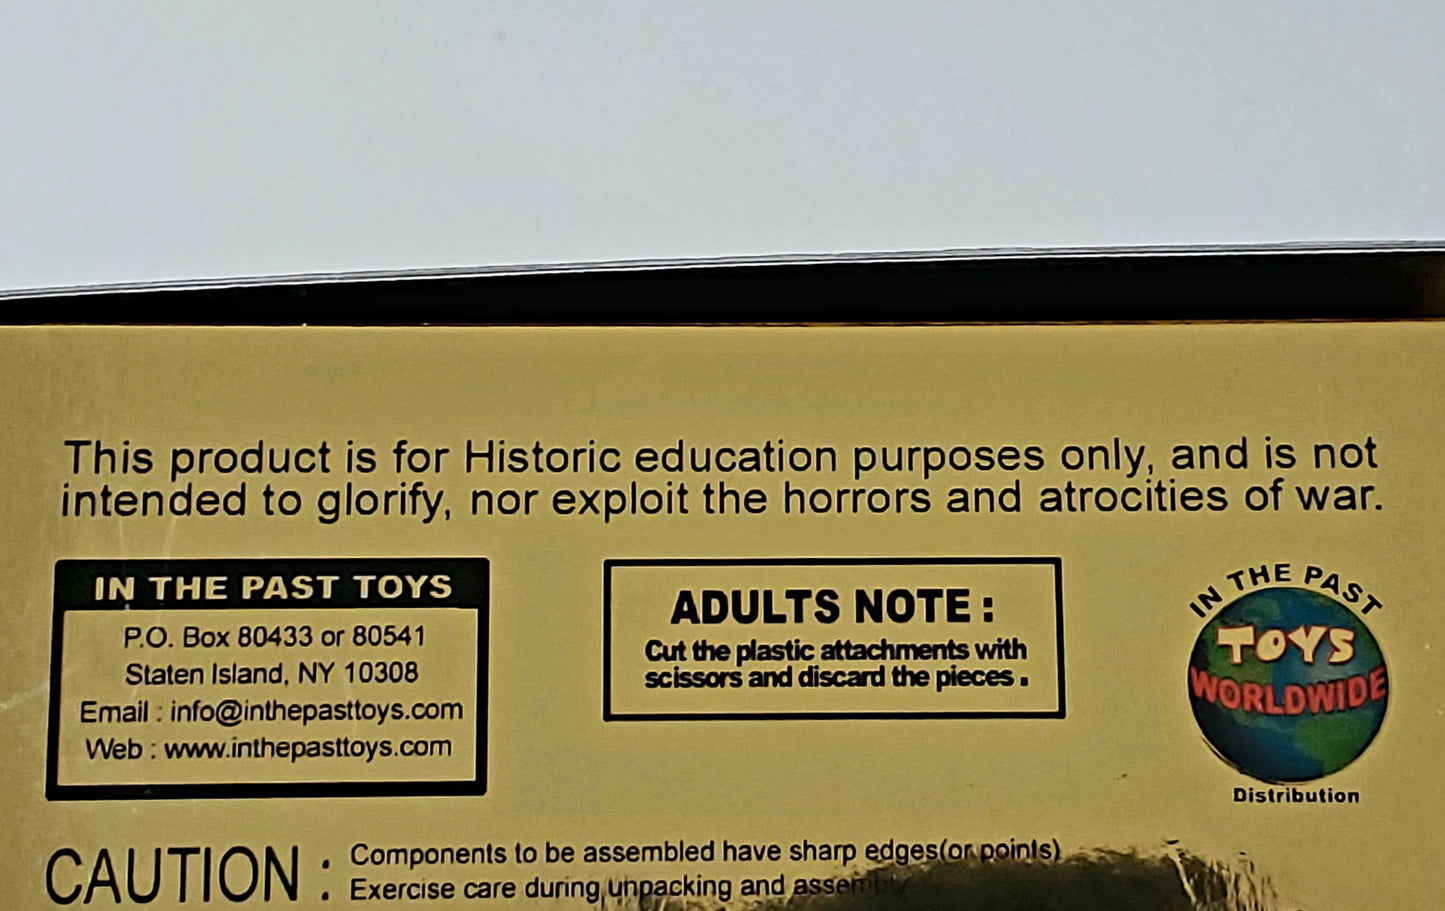 This product is for Historic education purposes only, and is not
intended to glorify, nor exploit the horrors and atrocities of war.
IN THE PAST TOYS
P.O. Box 80433 or 80541
Staten Island, NY 10308
Email : info@inthepasttoys.com
Web : www.inthepasttoys.com
ADULTS NOTE :
Cut the plastic attachments with
scissors and discard the pieces .
IN THE PAST
TOYS
WORLDWIDE
Distribution
CAUTION :
Components to be assembled have sharp edges(or points)
Exercise care during unpacking and